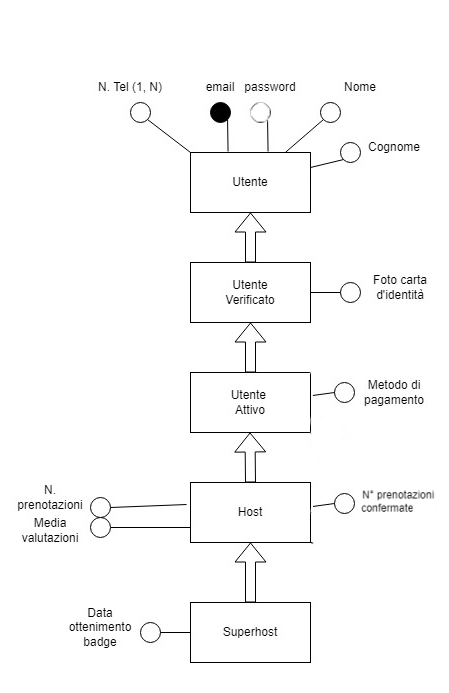 N. Tel (1, N)
email
password
Nome
Cognome
Utente
Utente
Verificato
Foto carta
d'identità
Utente
Attivo
Metodo di
pagamento
N.
prenotazioni
Media
valutazioni
Host
N° prenotazioni
confermate
Data
ottenimento
badge
Superhost